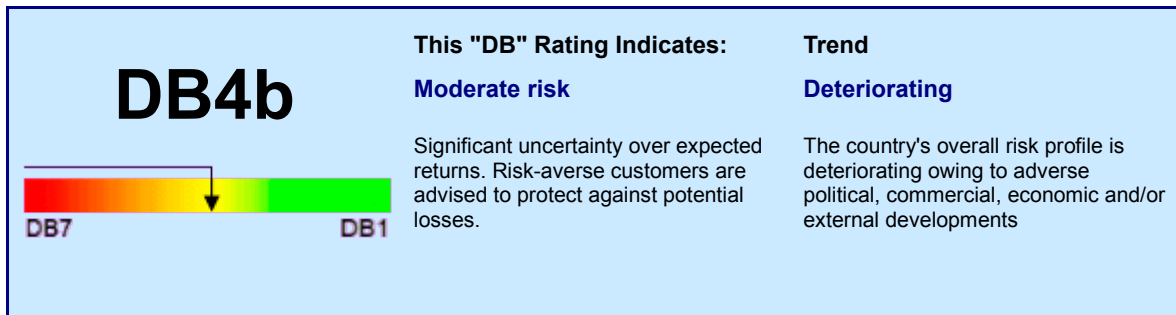 DB4b
DB7 DB1
This "DB" Rating Indicates:
Moderate risk
Significant uncertainty over expected
returns. Risk-averse customers are
advised to protect against potential
losses.
Trend
Deteriorating
The country's overall risk profile is
deteriorating owing to adverse
political, commercial, economic and/or
external developments